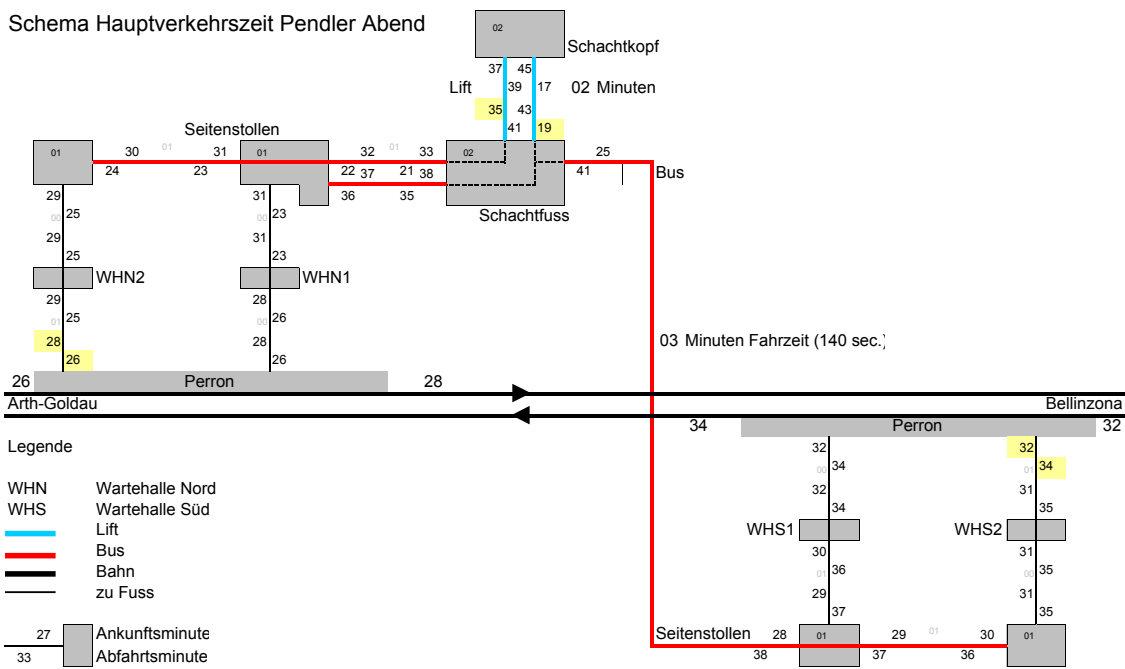 Schema Hauptverkehrszeit Pendler Abend
02
Schachtkopf
37 45
Lift 39 17 02 Minuten
35 43
41 19
Seitenstollen
01 30 01 31 01 32 01 33 02 25
24 23 22 37 21 38 41 Bus
36 35
Schachtfuss
29 31
25 23
00 00
29 31
25 23
WHN2 WHN1
29 28
25 26
01 00
28 28
26 26
03 Minuten Fahrzeit (140 sec.)
26 Perron 28
Arth-Goldau Bellinzona
34 Perron 32
Legende
32 32
00 34 01 34
32 31
34 35
WHN Wartehalle Nord
WHS Wartehalle Süd
Lift
Bus
Bahn
zu Fuss
WHS1 WHS2
30 31
01 36 00 35
29 31
37 35
27 Ankunftsminute
33 Abfahrtsminute
Seitenstollen 28 01 29 01 30 01
38 37 36